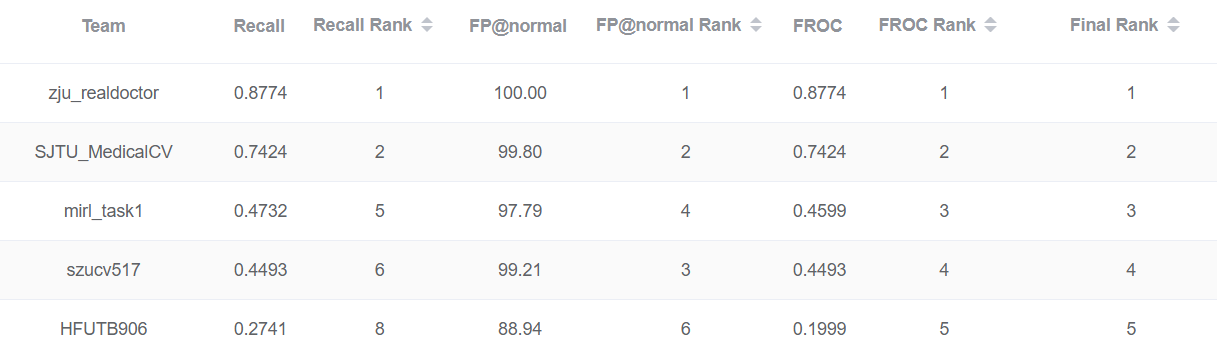 Team Recall Recall Rank FP@normal FP@normal Rank FROC FROC Rank Final Rank
zju_realdoctor 0.8774 1 100.00 1 0.8774 1 1
SJTU_MedicalCV 0.7424 2 99.80 2 0.7424 2 2
mirl_task1 0.4732 5 97.79 4 0.4599 3 3
szucv517 0.4493 6 99.21 3 0.4493 4 4
HFUTB906 0.2741 8 88.94 6 0.1999 5 5